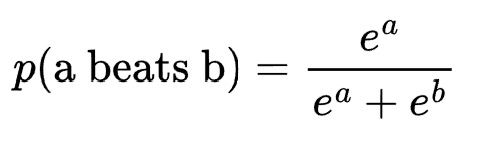 p(a beats b) = e^a / (e^a + e^b)